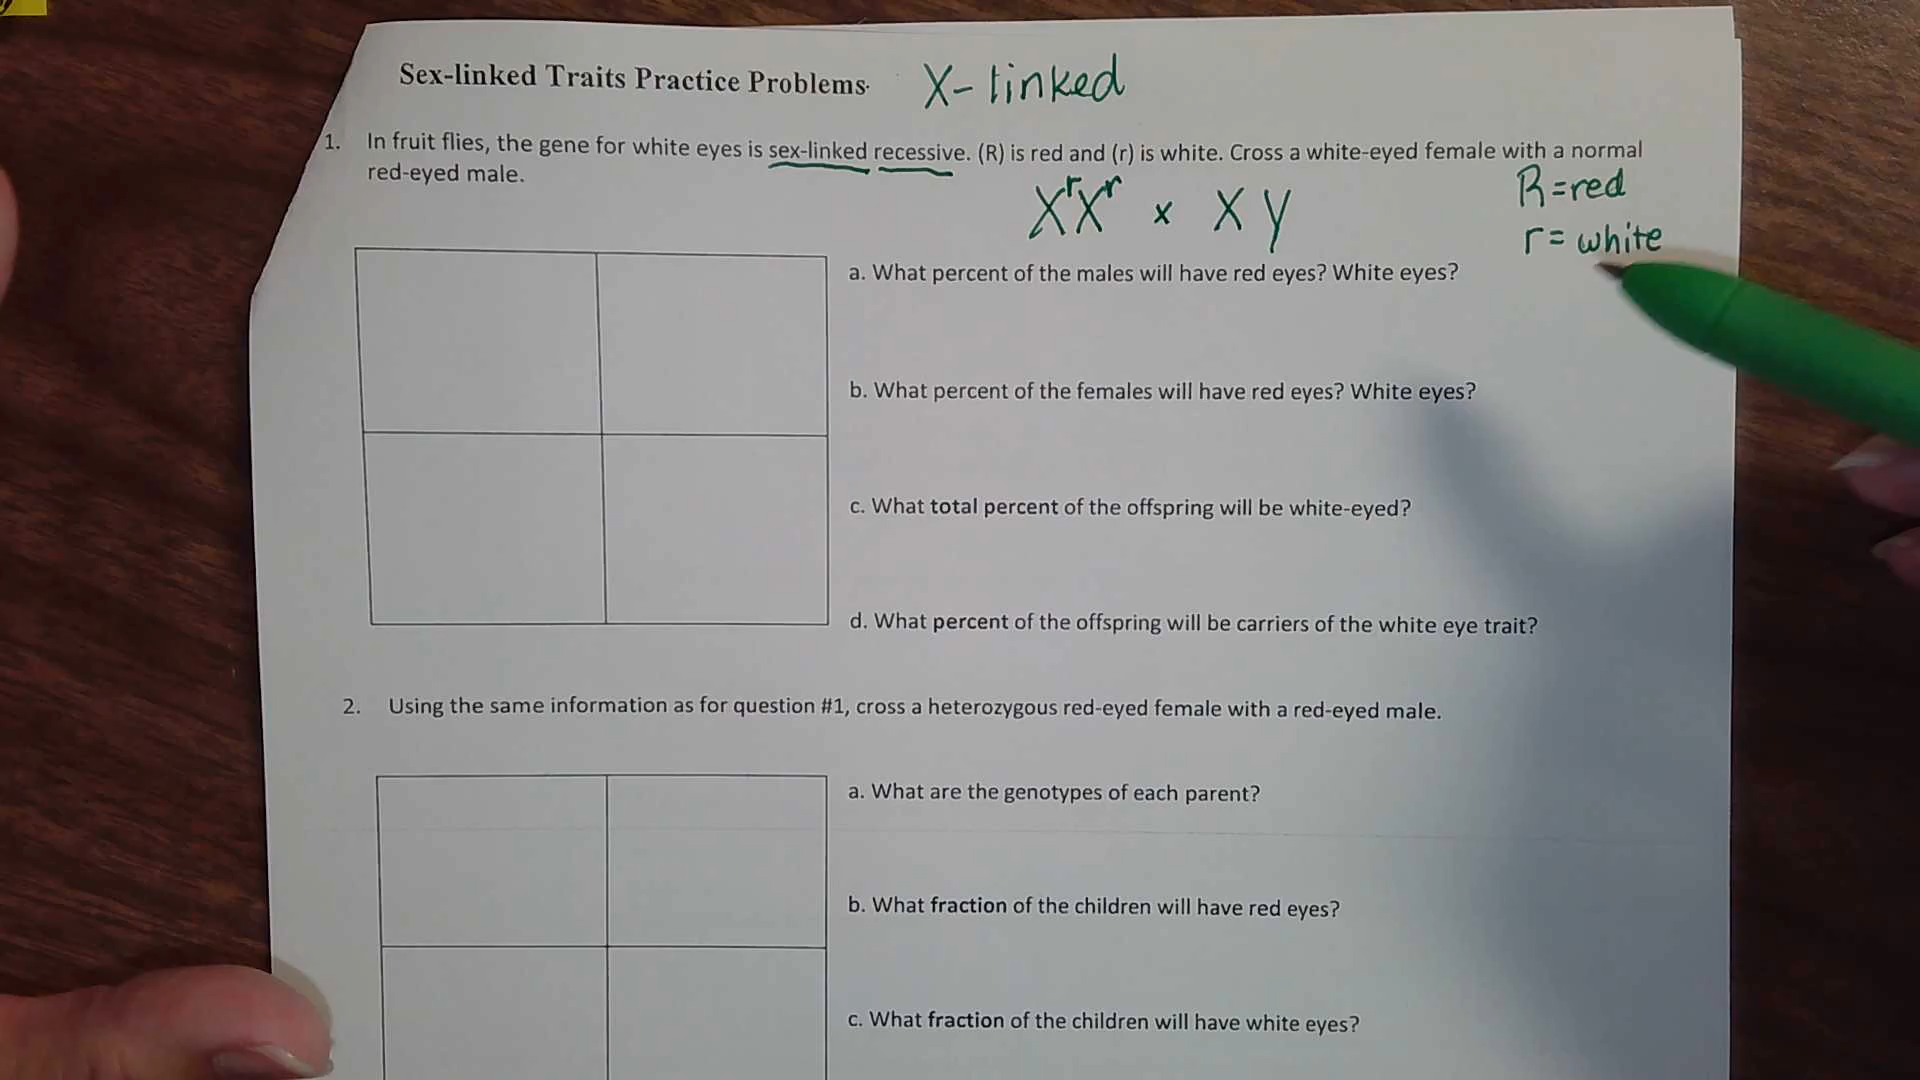 Sex-linked Traits Practice Problems. X-linked
1. In fruit flies, the gene for white eyes is sex-linked recessive. (R) is red and (r) is white. Cross a white-eyed female with a normal
red-eyed male.
R=red
XʳXʳ x X y
r= white
a. What percent of the males will have red eyes? White eyes?
b. What percent of the females will have red eyes? White eyes?
c. What total percent of the offspring will be white-eyed?
d. What percent of the offspring will be carriers of the white eye trait?
2. Using the same information as for question #1, cross a heterozygous red-eyed female with a red-eyed male.
a. What are the genotypes of each parent?
b. What fraction of the children will have red eyes?
c. What fraction of the children will have white eyes?